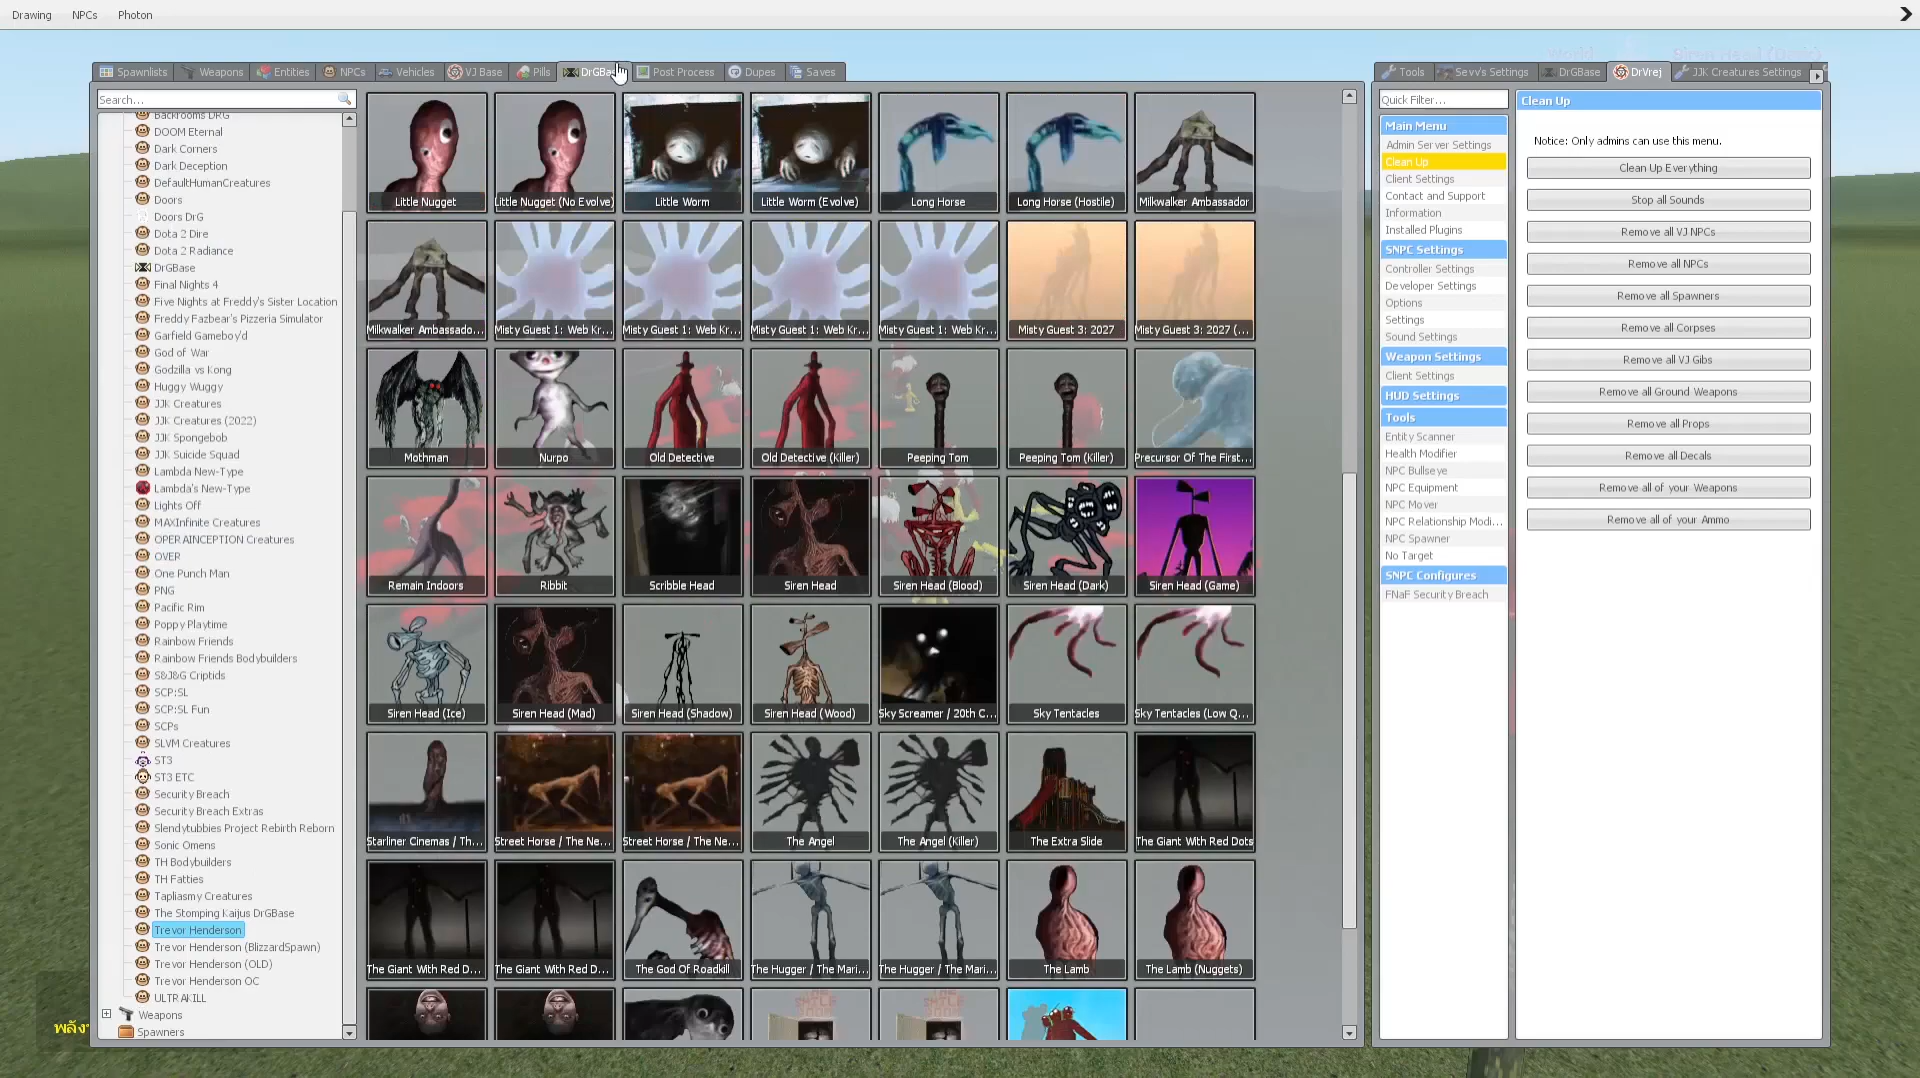 Drawing NPCs Photon
Spawnlists Weapons Entities NPCs Vehicles VJ Base Pills DrGBa Post Process Dupes Saves
Search...
Backrooms DRG
DOOM Eternal
Dark Corners
Dark Deception
DefaultHumanCreatures
Doors
Doors DrG
Dota 2 Dire
Dota 2 Radiance
DrGBase
Final Nights 4
Five Nights at Freddy's Sister Location
Freddy Fazbear's Pizzeria Simulator
Garfield Gameboy'd
God of War
Godzilla vs Kong
Huggy Wuggy
JJK Creatures
JJK Creatures (2022)
JJK Spongebob
JJK Suicide Squad
Lambda New-Type
Lambda's New-Type
Lights Off
MAXInfinite Creatures
OPERAINCEPTION Creatures
OVER
One Punch Man
PNG
Pacific Rim
Poppy Playtime
Rainbow Friends
Rainbow Friends Bodybuilders
S&J&G Criptids
SCP:SL
SCP:SL Fun
SCPs
SLVM Creatures
ST3
ST3 ETC
Security Breach
Security Breach Extras
Slendytubbies Project Rebirth Reborn
Sonic Omens
TH Bodybuilders
TH Fatties
Tapliasmy Creatures
The Stomping Kaijus DrGBase
Trevor Henderson
Trevor Henderson (BlizzardSpawn)
Trevor Henderson (OLD)
Trevor Henderson OC
ULTRAKILL
Weapons
Spawners
Little Nugget Little Nugget (No Evolve) Little Worm Little Worm (Evolve) Long Horse Long Horse (Hostile) Milkwalker Ambassador
Milkwalker Ambassado... Misty Guest 1: Web Kr... Misty Guest 1: Web Kr... Misty Guest 1: Web Kr... Misty Guest 1: Web Kr... Misty Guest 3: 2027 Misty Guest 3: 2027 (...
Mothman Nurpo Old Detective Old Detective (Killer) Peeping Tom Peeping Tom (Killer) Precursor Of The First...
Remain Indoors Ribbit Scribble Head Siren Head Siren Head (Blood) Siren Head (Dark) Siren Head (Game)
Siren Head (Ice) Siren Head (Mad) Siren Head (Shadow) Siren Head (Wood) Sky Screamer / 20th C... Sky Tentacles Sky Tentacles (Low Q...
Starliner Cinemas / Th... Street Horse / The Ne... Street Horse / The Ne... The Angel The Angel (Killer) The Extra Slide The Giant With Red Dots
The Giant With Red D... The Giant With Red D... The God Of Roadkill The Hugger / The Mari... The Hugger / The Mari... The Lamb The Lamb (Nuggets)
พลังง
Tools Sevv's Settings DrGBase DrVrej JJK Creatures Settings
Quick Filter...
Main Menu
Admin Server Settings
Clean Up
Client Settings
Contact and Support
Information
Installed Plugins
SNPC Settings
Controller Settings
Developer Settings
Options
Settings
Sound Settings
Weapon Settings
Client Settings
HUD Settings
Tools
Entity Scanner
Health Modifier
NPC Bullseye
NPC Equipment
NPC Mover
NPC Relationship Modi...
NPC Spawner
No Target
SNPC Configures
FNaF Security Breach
Clean Up
Notice: Only admins can use this menu.
Clean Up Everything
Stop all Sounds
Remove all VJ NPCs
Remove all NPCs
Remove all Spawners
Remove all Corpses
Remove all VJ Gibs
Remove all Ground Weapons
Remove all Props
Remove all Decals
Remove all of your Weapons
Remove all of your Ammo